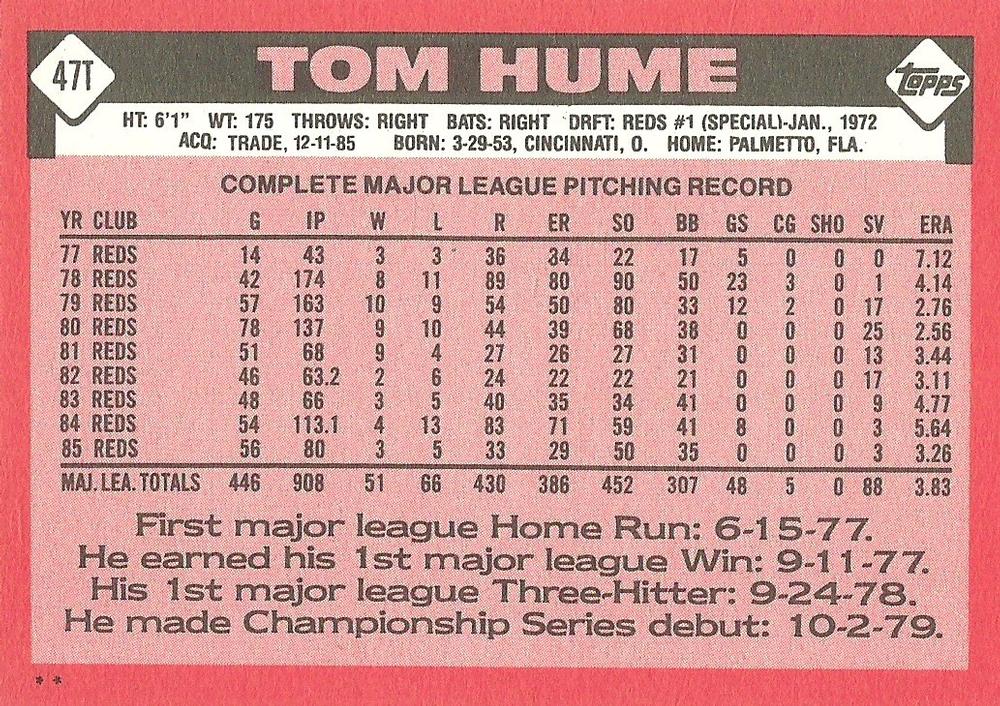 47T
TOM HUME
TOPPS
HT: 6'1" WT: 175 THROWS: RIGHT BATS: RIGHT DRFT: REDS #1 (SPECIAL)-JAN., 1972
ACQ: TRADE, 12-11-85 BORN: 3-29-53, CINCINNATI, O. HOME: PALMETTO, FLA.
COMPLETE MAJOR LEAGUE PITCHING RECORD
YR CLUB G IP W L R ER SO BB GS CG SHO SV ERA
77 REDS 14 43 3 3 36 34 22 17 5 0 0 0 7.12
78 REDS 42 174 8 11 89 80 90 50 23 3 0 1 4.14
79 REDS 57 163 10 9 54 50 80 33 12 2 0 17 2.76
80 REDS 78 137 9 10 44 39 68 38 0 0 0 25 2.56
81 REDS 51 68 9 4 27 26 27 31 0 0 0 13 3.44
82 REDS 46 63.2 2 6 24 22 22 21 0 0 0 17 3.11
83 REDS 48 66 3 5 40 35 34 41 0 0 0 9 4.77
84 REDS 54 113.1 4 13 83 71 59 41 8 0 0 3 5.64
85 REDS 56 80 3 5 33 29 50 35 0 0 0 3 3.26
MAJ. LEA. TOTALS 446 908 51 66 430 386 452 307 48 5 0 88 3.83
First major league Home Run: 6-15-77.
He earned his 1st major league Win: 9-11-77.
His 1st major league Three-Hitter: 9-24-78.
He made Championship Series debut: 10-2-79.
* *